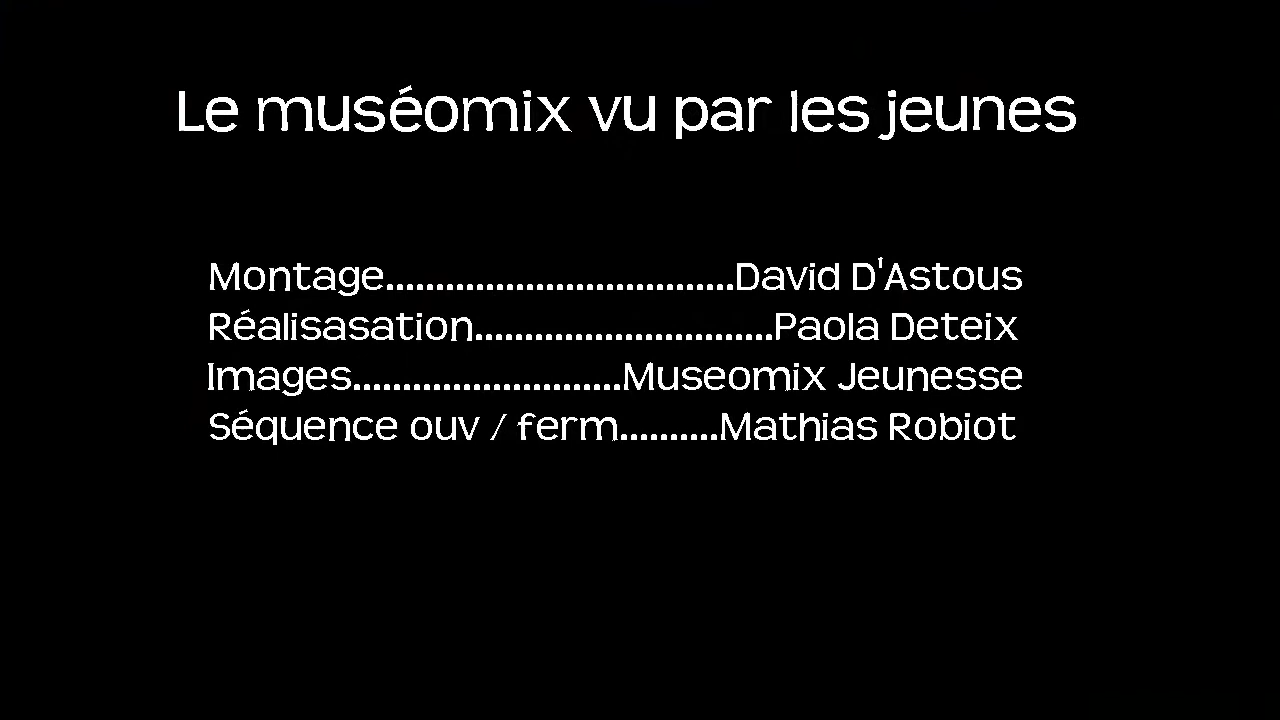 Le muséomix vu par les jeunes
Montage...................................David D'Astous
Réalisasation..............................Paola Deteix
Images...........................Museomix Jeunesse
Séquence ouv / ferm..........Mathias Robiot